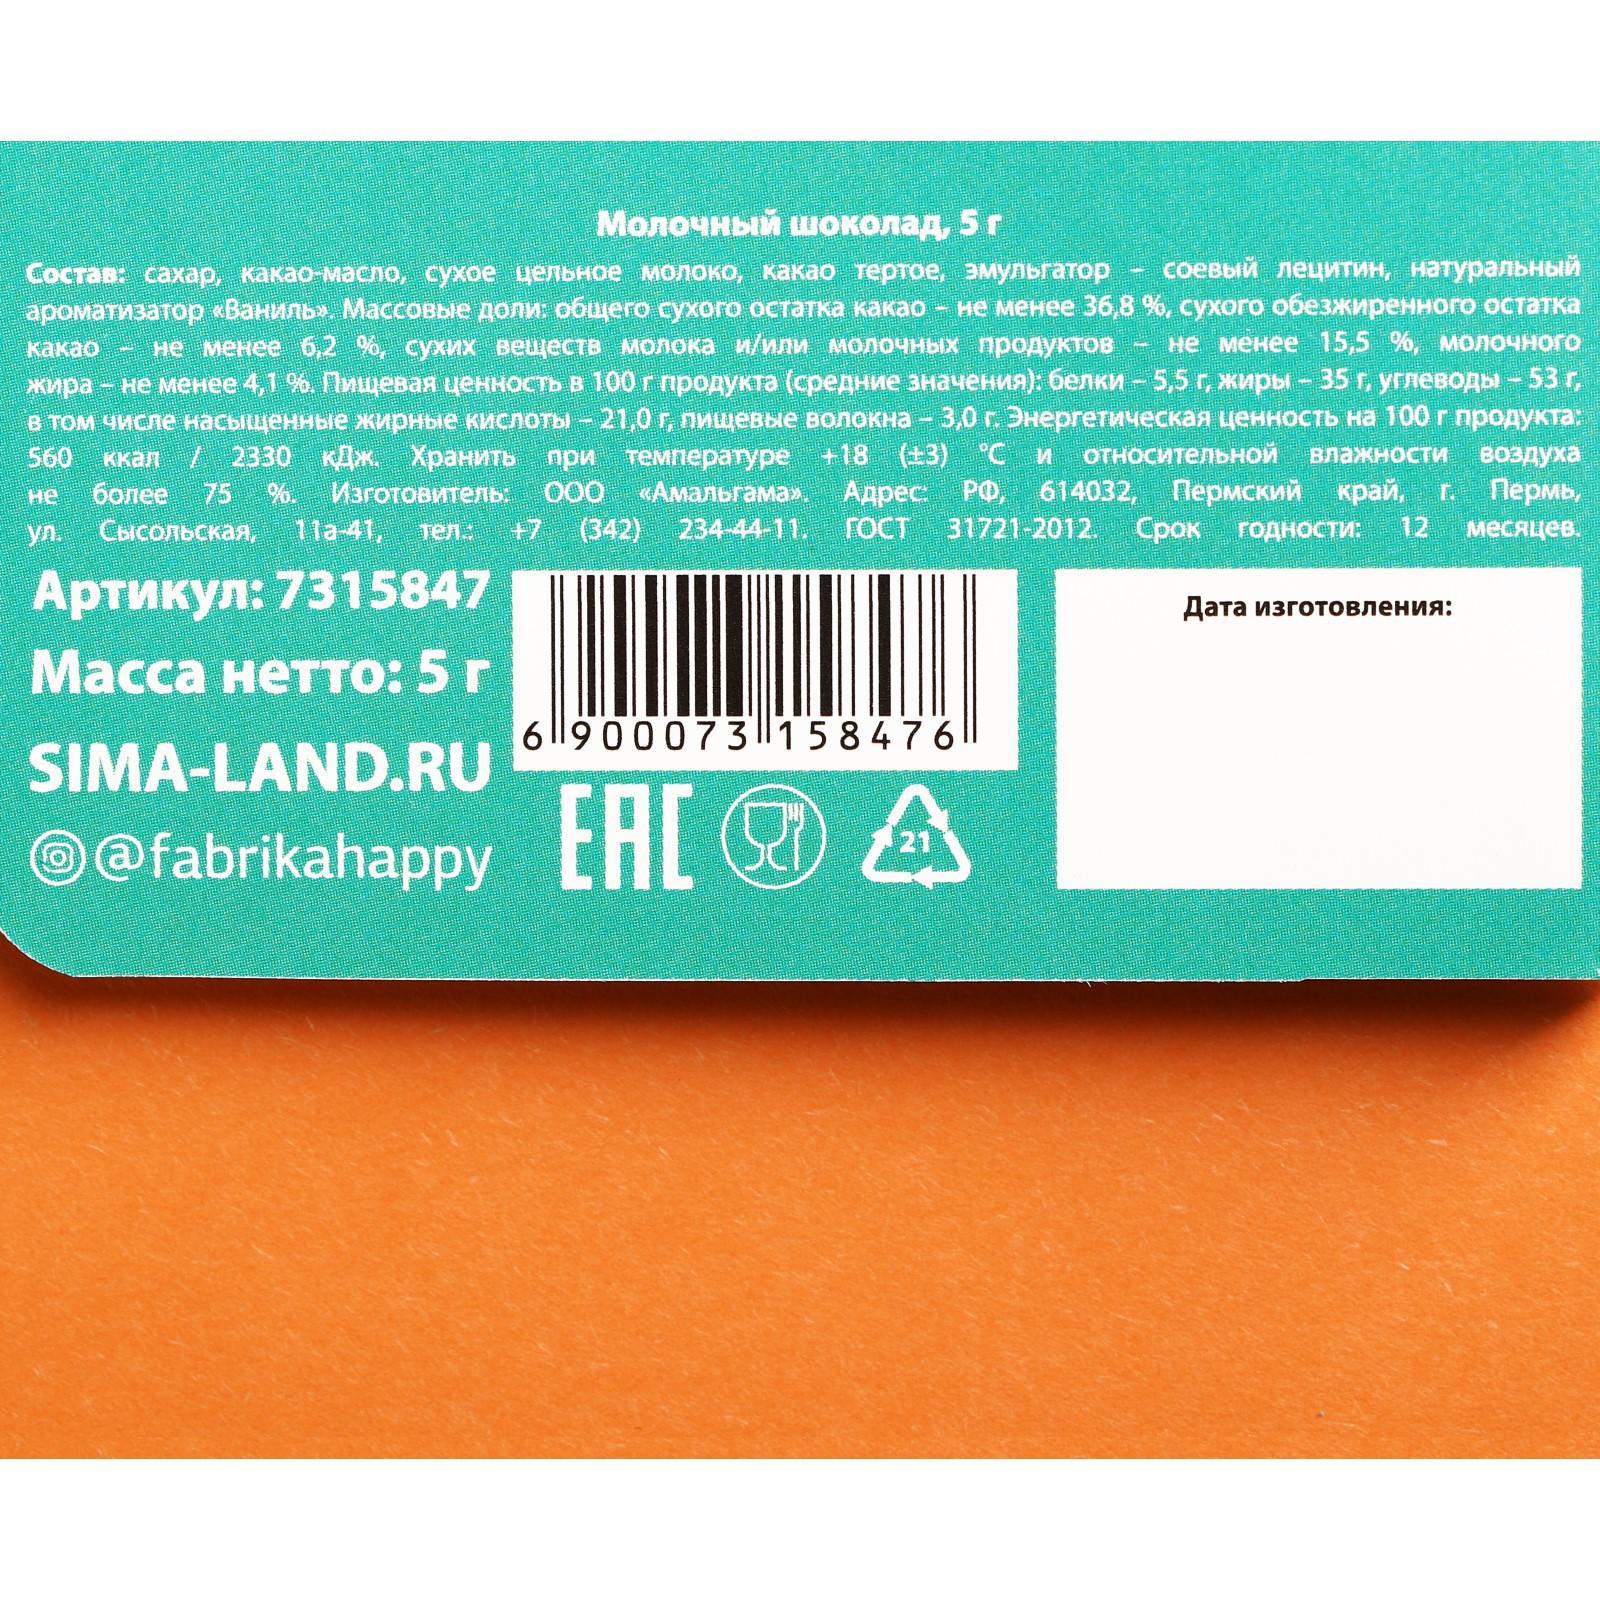 Молочный шоколад, 5 г
Состав: сахар, какао-масло, сухое цельное молоко, какао тертое, эмульгатор – соевый лецитин, натуральный
ароматизатор «Ваниль». Массовые доли: общего сухого остатка какао – не менее 36,8 %, сухого обезжиренного остатка
какао – не менее 6,2 %, сухих веществ молока и/или молочных продуктов – не менее 15,5 %, молочного
жира – не менее 4,1 %. Пищевая ценность в 100 г продукта (средние значения): белки – 5,5 г, жиры – 35 г, углеводы – 53 г,
в том числе насыщенные жирные кислоты – 21,0 г, пищевые волокна – 3,0 г. Энергетическая ценность на 100 г продукта:
560 ккал / 2330 кДж. Хранить при температуре +18 (±3) °С и относительной влажности воздуха
не более 75 %. Изготовитель: ООО «Амальгама». Адрес: РФ, 614032, Пермский край, г. Пермь,
ул. Сысольская, 11а-41, тел.: +7 (342) 234-44-11. ГОСТ 31721-2012. Срок годности: 12 месяцев.
Артикул: 7315847
Масса нетто: 5 г
SIMA-LAND.RU
@fabrikahappy
6 900073 158476
EAC
21
Дата изготовления: